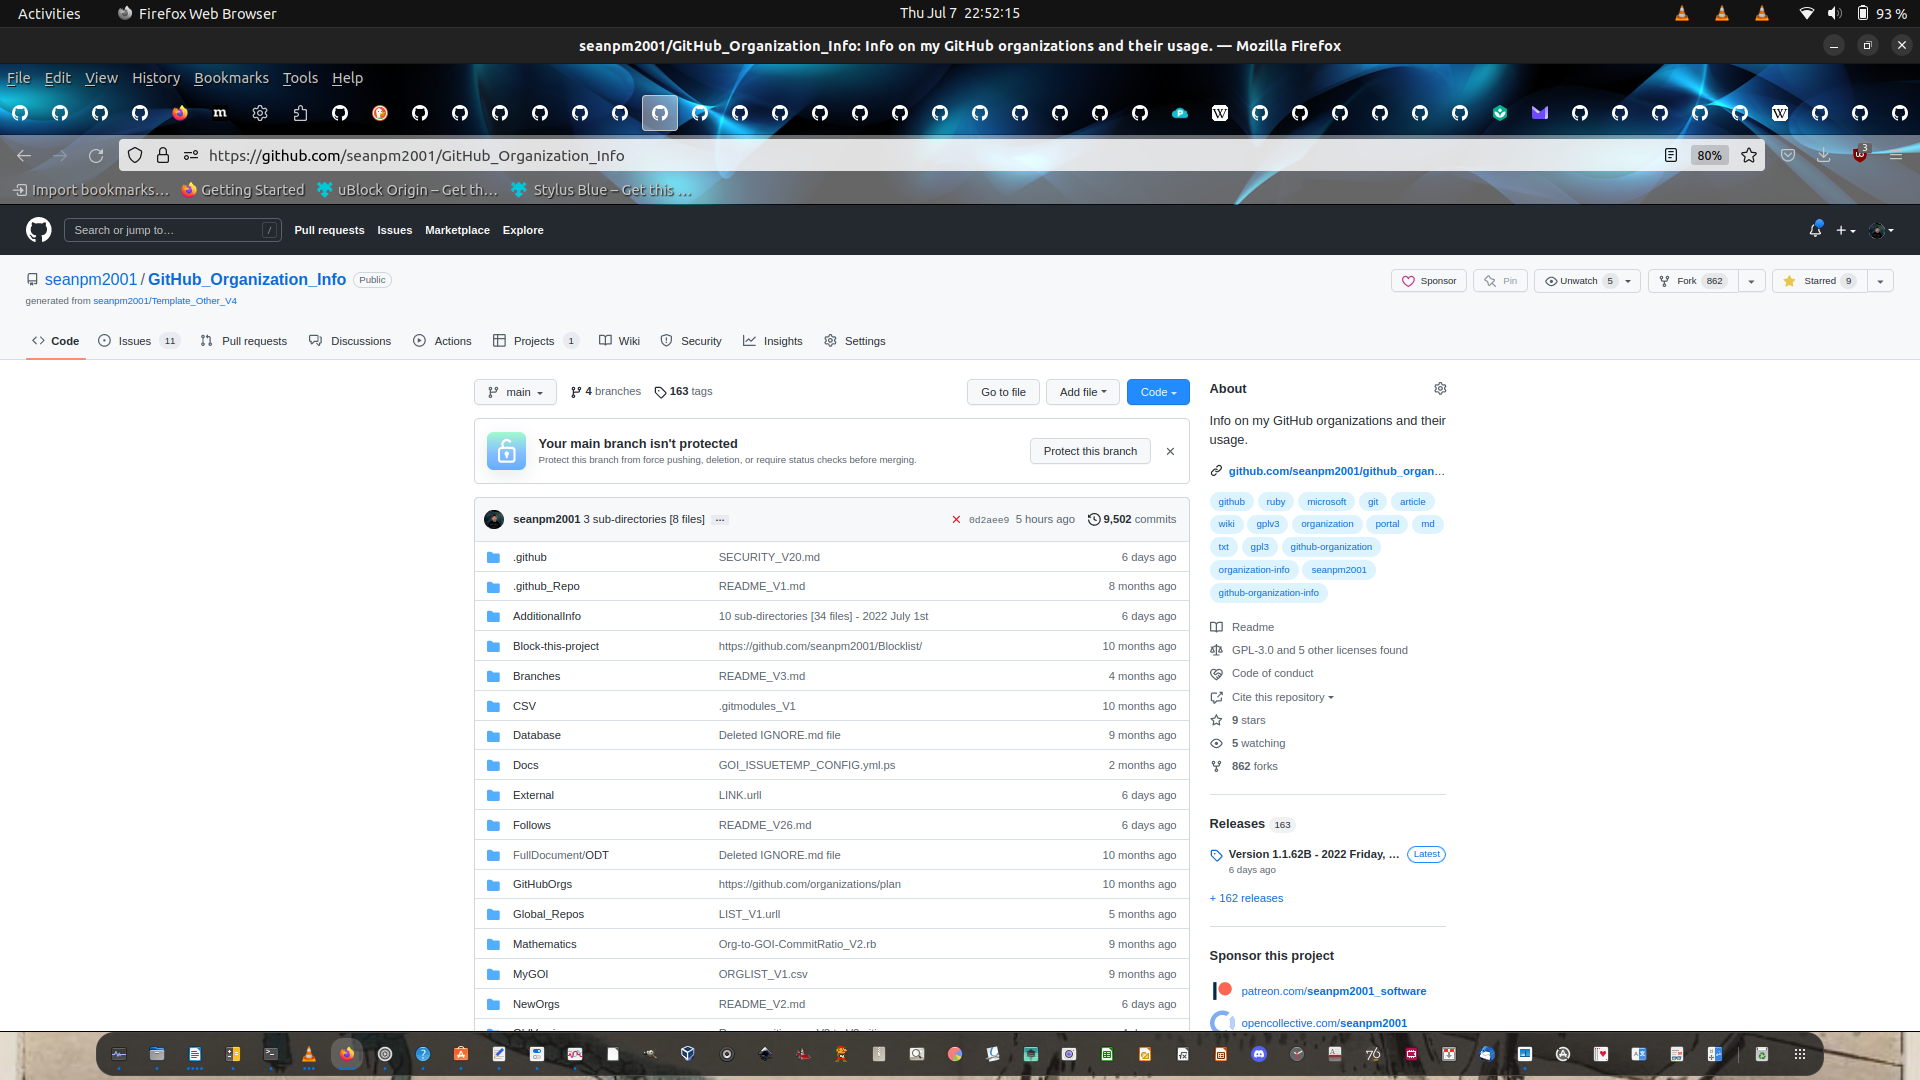 Activities
Firefox Web Browser
Thu Jul 7 22:52:15
93 %
seanpm2001/GitHub_Organization_Info: Info on my GitHub organizations and their usage. — Mozilla Firefox
File Edit View History Bookmarks Tools Help
https://github.com/seanpm2001/GitHub_Organization_Info
80%
3
Import bookmarks…
Getting Started
uBlock Origin – Get th…
Stylus Blue – Get this …
Search or jump to…
/
Pull requests
Issues
Marketplace
Explore
seanpm2001 / GitHub_Organization_Info
Public
Sponsor
Pin
Unwatch 5
Fork 862
Starred 9
generated from seanpm2001/Template_Other_V4
Code
Issues 11
Pull requests
Discussions
Actions
Projects 1
Wiki
Security
Insights
Settings
main
4 branches
163 tags
Go to file
Add file
Code
Your main branch isn't protected
Protect this branch from force pushing, deletion, or require status checks before merging.
Protect this branch
seanpm2001 3 sub-directories [8 files] …
0d2aee9 5 hours ago
9,502 commits
.github SECURITY_V20.md 6 days ago
.github_Repo README_V1.md 8 months ago
AdditionalInfo 10 sub-directories [34 files] - 2022 July 1st 6 days ago
Block-this-project https://github.com/seanpm2001/Blocklist/ 10 months ago
Branches README_V3.md 4 months ago
CSV .gitmodules_V1 10 months ago
Database Deleted IGNORE.md file 9 months ago
Docs GOI_ISSUETEMP_CONFIG.yml.ps 2 months ago
External LINK.urll 6 days ago
Follows README_V26.md 6 days ago
FullDocument/ODT Deleted IGNORE.md file 10 months ago
GitHubOrgs https://github.com/organizations/plan 10 months ago
Global_Repos LIST_V1.urll 5 months ago
Mathematics Org-to-GOI-CommitRatio_V2.rb 9 months ago
MyGOI ORGLIST_V1.csv 9 months ago
NewOrgs README_V2.md 6 days ago
About
Info on my GitHub organizations and their
usage.
github.com/seanpm2001/github_organ…
github ruby microsoft git article
wiki gplv3 organization portal md
txt gpl3 github-organization
organization-info seanpm2001
github-organization-info
Readme
GPL-3.0 and 5 other licenses found
Code of conduct
Cite this repository
9 stars
5 watching
862 forks
Releases 163
Version 1.1.62B - 2022 Friday, … Latest
6 days ago
+ 162 releases
Sponsor this project
patreon.com/seanpm2001_software
opencollective.com/seanpm2001